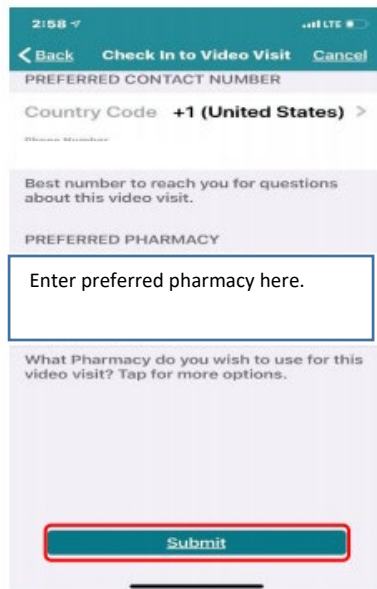 2:58
LTE
Back Check In to Video Visit Cancel
PREFERRED CONTACT NUMBER
Country Code +1 (United States) >
Phone Number
Best number to reach you for questions
about this video visit.
PREFERRED PHARMACY
Enter preferred pharmacy here.
What Pharmacy do you wish to use for this
video visit? Tap for more options.
Submit